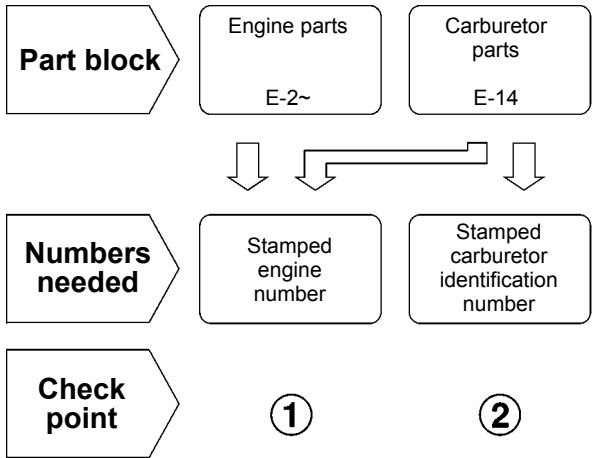 Part block
Engine parts
E-2~
Carburetor
parts
E-14
Numbers
needed
Stamped
engine
number
Stamped
carburetor
identification
number
Check
point
①
②